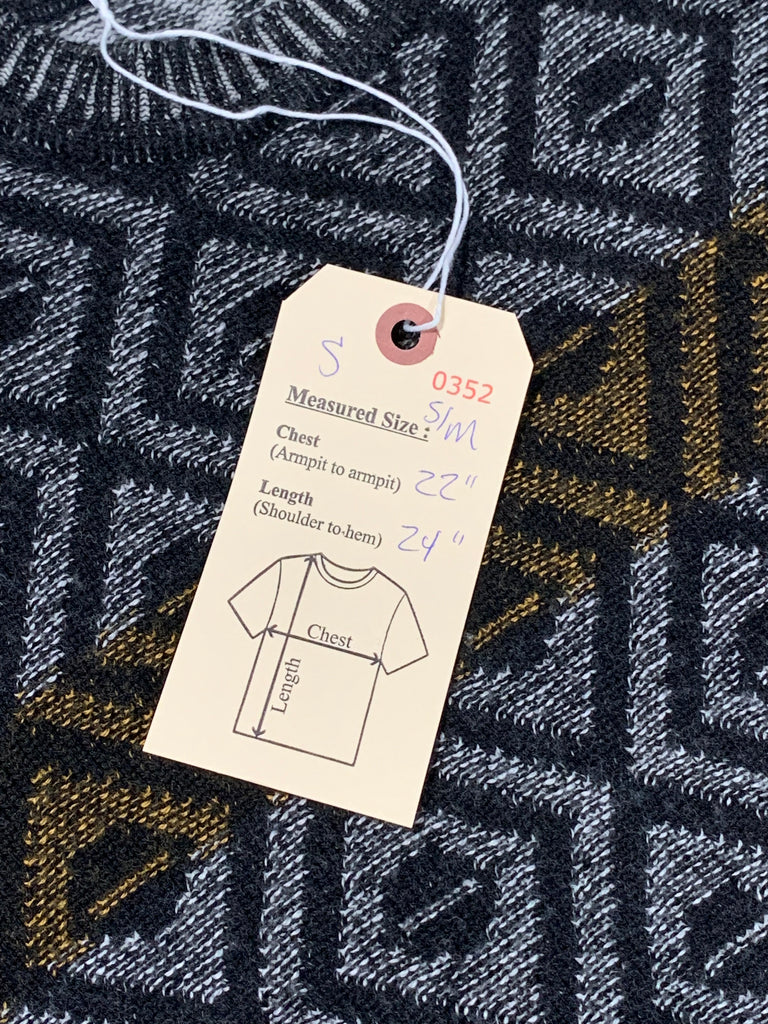 S
0352
Measured Size : S/M
Chest
(Armpit to armpit) 22"
Length
(Shoulder to hem) 24"
Chest
Length